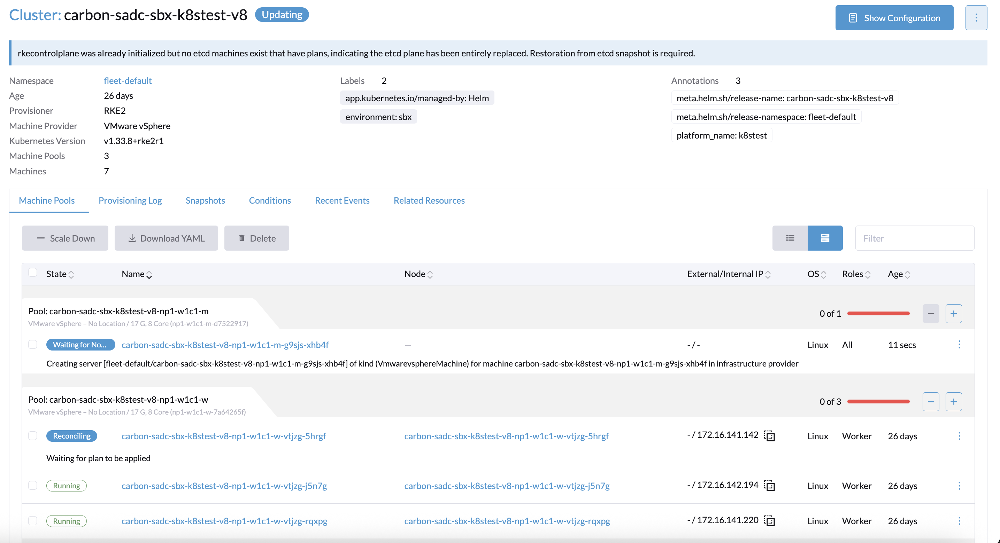 Cluster: carbon-sadc-sbx-k8stest-v8 Updating
Show Configuration
rkecontrolplane was already initialized but no etcd machines exist that have plans, indicating the etcd plane has been entirely replaced. Restoration from etcd snapshot is required.
Namespace fleet-default
Age 26 days
Provisioner RKE2
Machine Provider VMware vSphere
Kubernetes Version v1.33.8+rke2r1
Machine Pools 3
Machines 7
Labels 2
app.kubernetes.io/managed-by: Helm
environment: sbx
Annotations 3
meta.helm.sh/release-name: carbon-sadc-sbx-k8stest-v8
meta.helm.sh/release-namespace: fleet-default
platform_name: k8stest
Machine Pools Provisioning Log Snapshots Conditions Recent Events Related Resources
Scale Down Download YAML Delete Filter
State Name Node External/Internal IP OS Roles Age
Pool: carbon-sadc-sbx-k8stest-v8-np1-w1c1-m 0 of 1
VMware vSphere – No Location / 17 G, 8 Core (np1-w1c1-m-d7522917)
Waiting for No... carbon-sadc-sbx-k8stest-v8-np1-w1c1-m-g9sjs-xhb4f — - / - Linux All 11 secs
Creating server [fleet-default/carbon-sadc-sbx-k8stest-v8-np1-w1c1-m-g9sjs-xhb4f] of kind (VmwarevsphereMachine) for machine carbon-sadc-sbx-k8stest-v8-np1-w1c1-m-g9sjs-xhb4f in infrastructure provider
Pool: carbon-sadc-sbx-k8stest-v8-np1-w1c1-w 0 of 3
VMware vSphere – No Location / 17 G, 8 Core (np1-w1c1-w-7a64265f)
Reconciling carbon-sadc-sbx-k8stest-v8-np1-w1c1-w-vtjzg-5hrgf carbon-sadc-sbx-k8stest-v8-np1-w1c1-w-vtjzg-5hrgf - / 172.16.141.142 Linux Worker 26 days
Waiting for plan to be applied
Running carbon-sadc-sbx-k8stest-v8-np1-w1c1-w-vtjzg-j5n7g carbon-sadc-sbx-k8stest-v8-np1-w1c1-w-vtjzg-j5n7g - / 172.16.142.194 Linux Worker 26 days
Running carbon-sadc-sbx-k8stest-v8-np1-w1c1-w-vtjzg-rqxpg carbon-sadc-sbx-k8stest-v8-np1-w1c1-w-vtjzg-rqxpg - / 172.16.141.220 Linux Worker 26 days